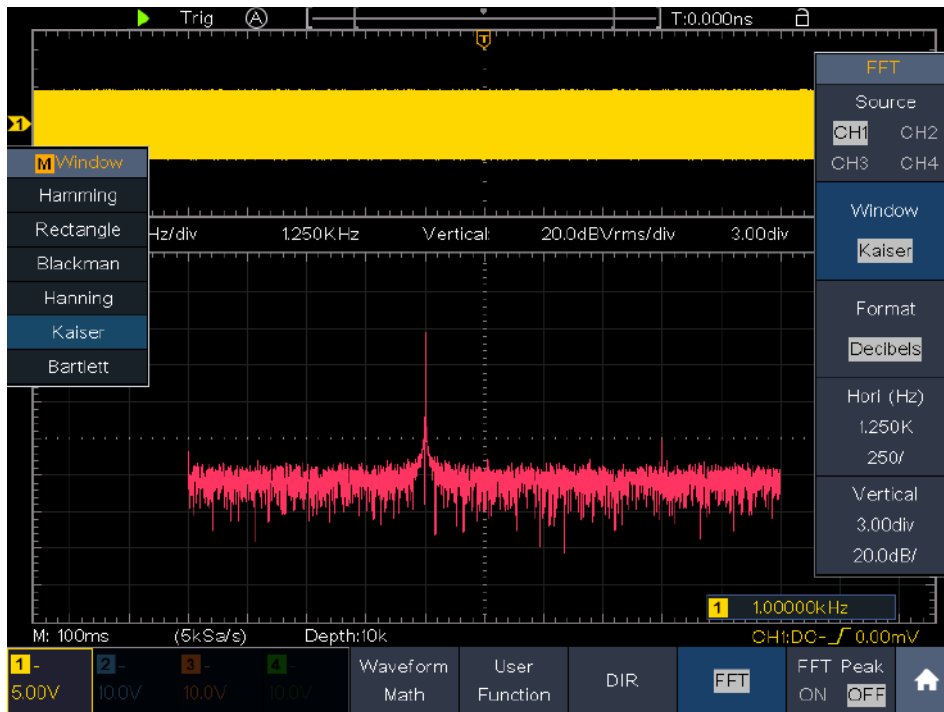 Trig A T:0.000ns
T
1
FFT
Source
CH1 CH2
CH3 CH4
Window
Kaiser
Format
Decibels
Hori (Hz)
1.250K
250/
Vertical
3.00div
20.0dB/
M Window
Hamming
Rectangle
Blackman
Hanning
Kaiser
Bartlett
Hz/div 1.250KHz Vertical: 20.0dBVrms/div 3.00div
1 1.00000kHz
M: 100ms (5kSa/s) Depth:10k CH1:DC- 0.00mV
1 - 2 - 3 - 4 -
5.00V 10.0V 10.0V 10.0V
Waveform
Math
User
Function
DIR
FFT
FFT Peak
ON OFF